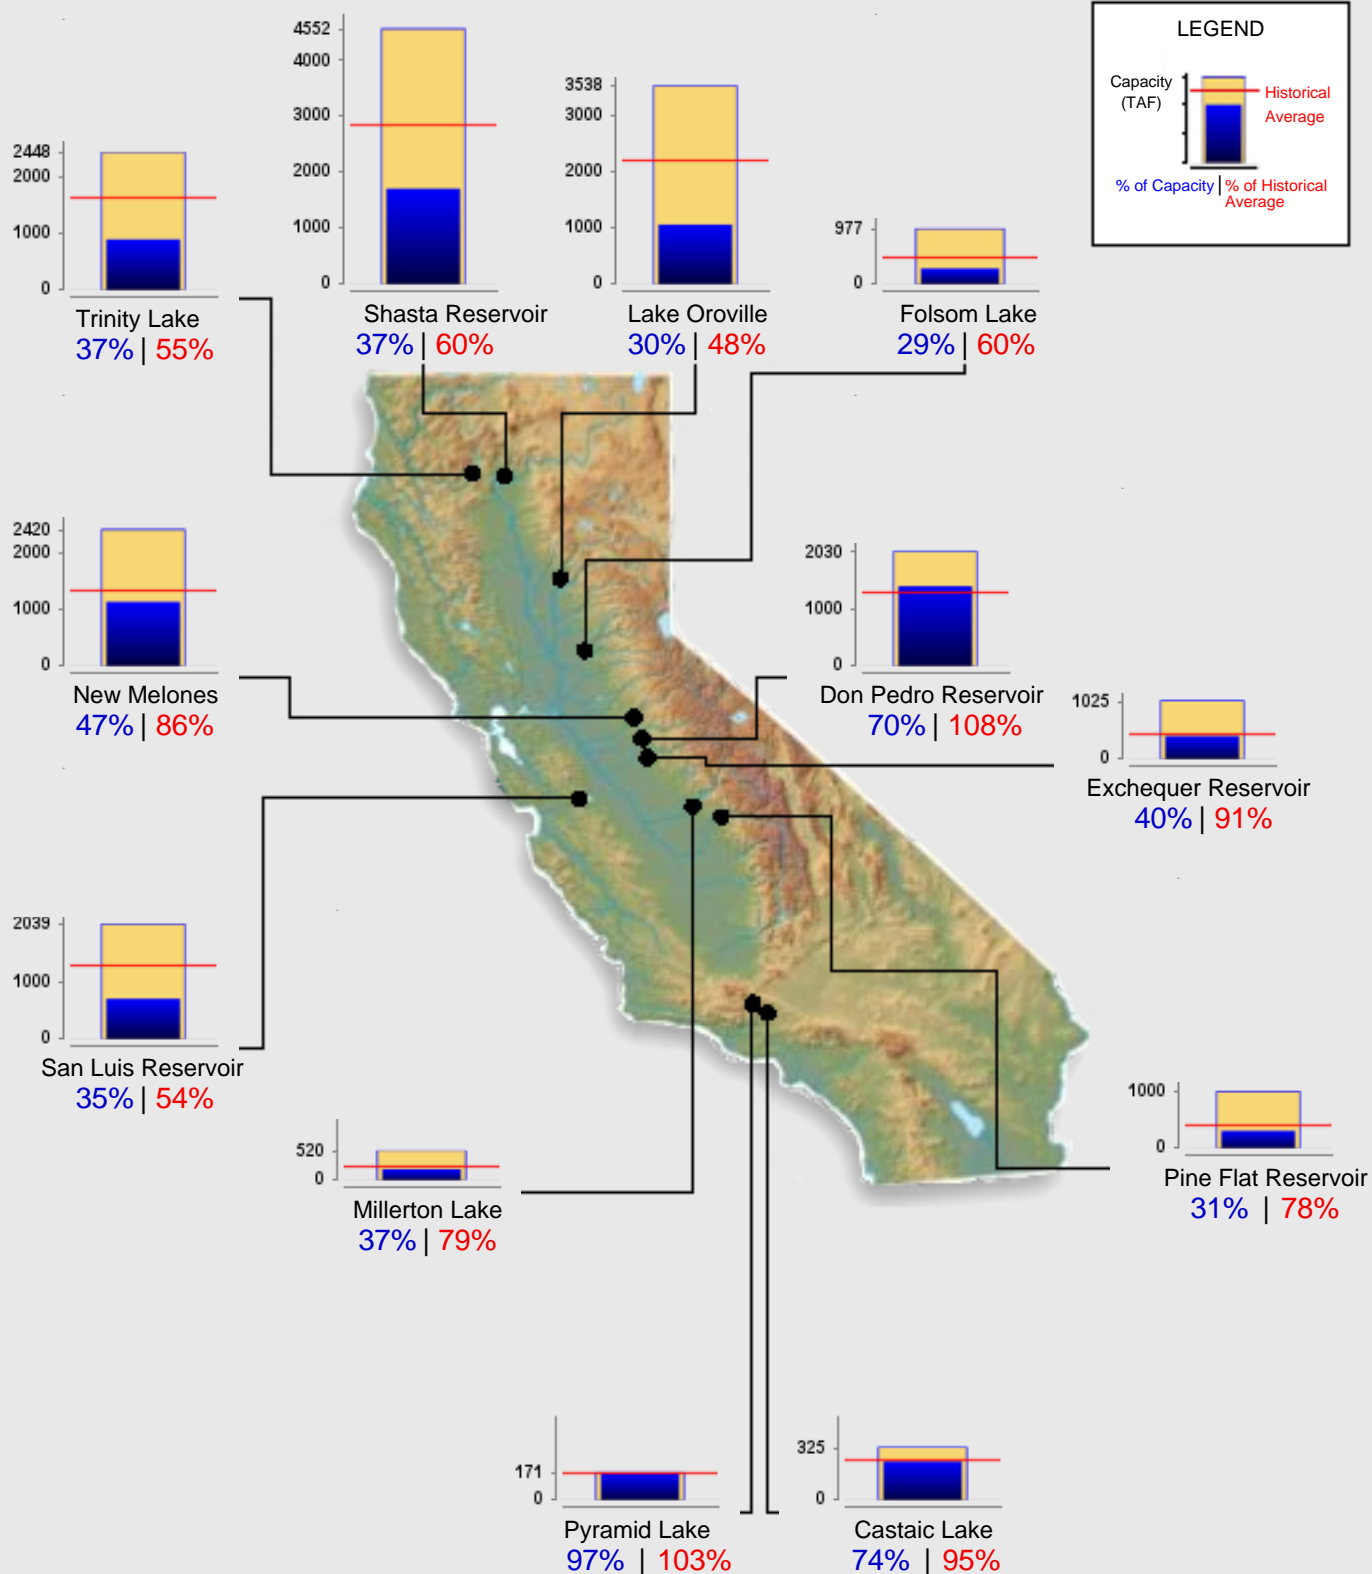 LEGEND
Capacity
(TAF)
Historical
Average
% of Capacity | % of Historical
Average
4552
4000
3000
2000
1000
0
Shasta Reservoir
37% | 60%
3538
3000
2000
1000
0
Lake Oroville
30% | 48%
2448
2000
1000
0
Trinity Lake
37% | 55%
977
0
Folsom Lake
29% | 60%
2420
2000
1000
0
New Melones
47% | 86%
2030
1000
0
Don Pedro Reservoir
70% | 108%
1025
0
Exchequer Reservoir
40% | 91%
2039
1000
0
San Luis Reservoir
35% | 54%
520
0
Millerton Lake
37% | 79%
1000
0
Pine Flat Reservoir
31% | 78%
171
0
Pyramid Lake
97% | 103%
325
0
Castaic Lake
74% | 95%